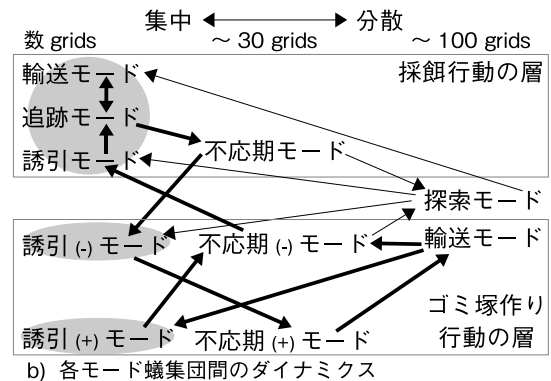 集中 分散
数 grids ～ 30 grids ～ 100 grids
輸送モード 採餌行動の層
追跡モード
不応期モード
誘引モード
探索モード
誘引 (-) モード 不応期 (-) モード 輸送モード
ゴミ塚作り
行動の層
誘引 (+) モード 不応期 (+) モード
b) 各モード蟻集団間のダイナミクス